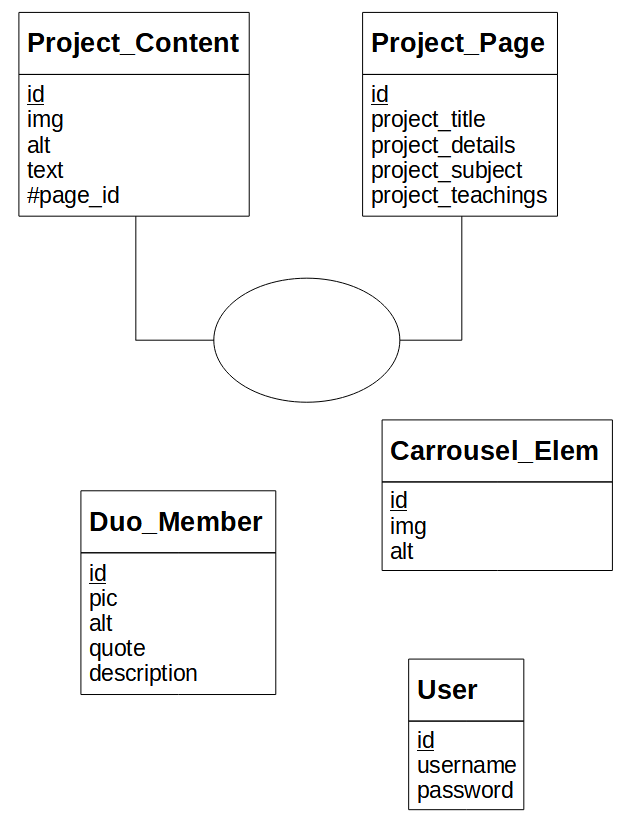 Project_Content
id
img
alt
text
#page_id
Project_Page
id
project_title
project_details
project_subject
project_teachings
Carrousel_Elem
id
img
alt
Duo_Member
id
pic
alt
quote
description
User
id
username
password